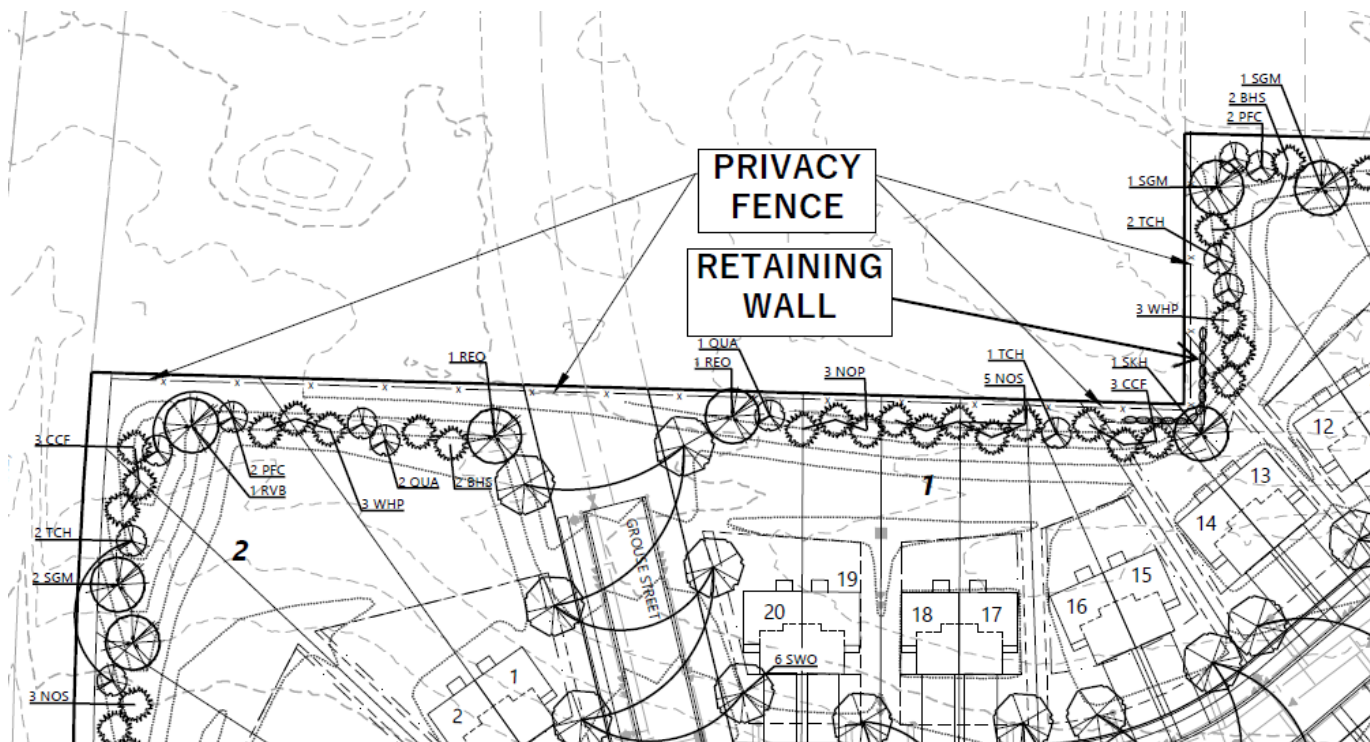 1 SGM
2 BHS
2 PFC
PRIVACY
FENCE
1 SGM
2 TCH
RETAINING
WALL
3 WHP
1 QUA
1 REO
1 REO
3 NOP
1 TCH
5 NOS
1 SKH
3 CCF
12
3 CCF
2 PFC
1 RVB
3 WHP
2 QUA
2 BHS
1
13
14
2 TCH
2
GROUSE STREET
2 SGM
19
20
18
17
16
15
6 SWO
1
2
3 NOS